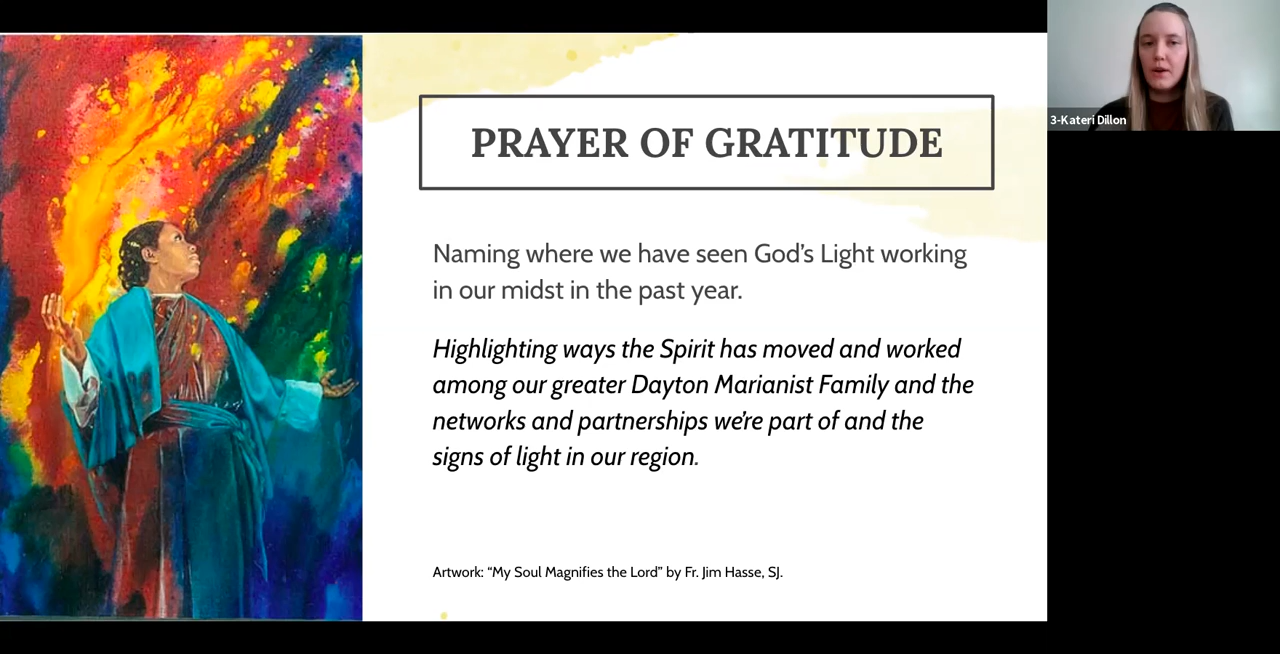 PRAYER OF GRATITUDE
Naming where we have seen God’s Light working
in our midst in the past year.
Highlighting ways the Spirit has moved and worked
among our greater Dayton Marianist Family and the
networks and partnerships we’re part of and the
signs of light in our region.
Artwork: “My Soul Magnifies the Lord” by Fr. Jim Hasse, SJ.
3-Kateri Dillon